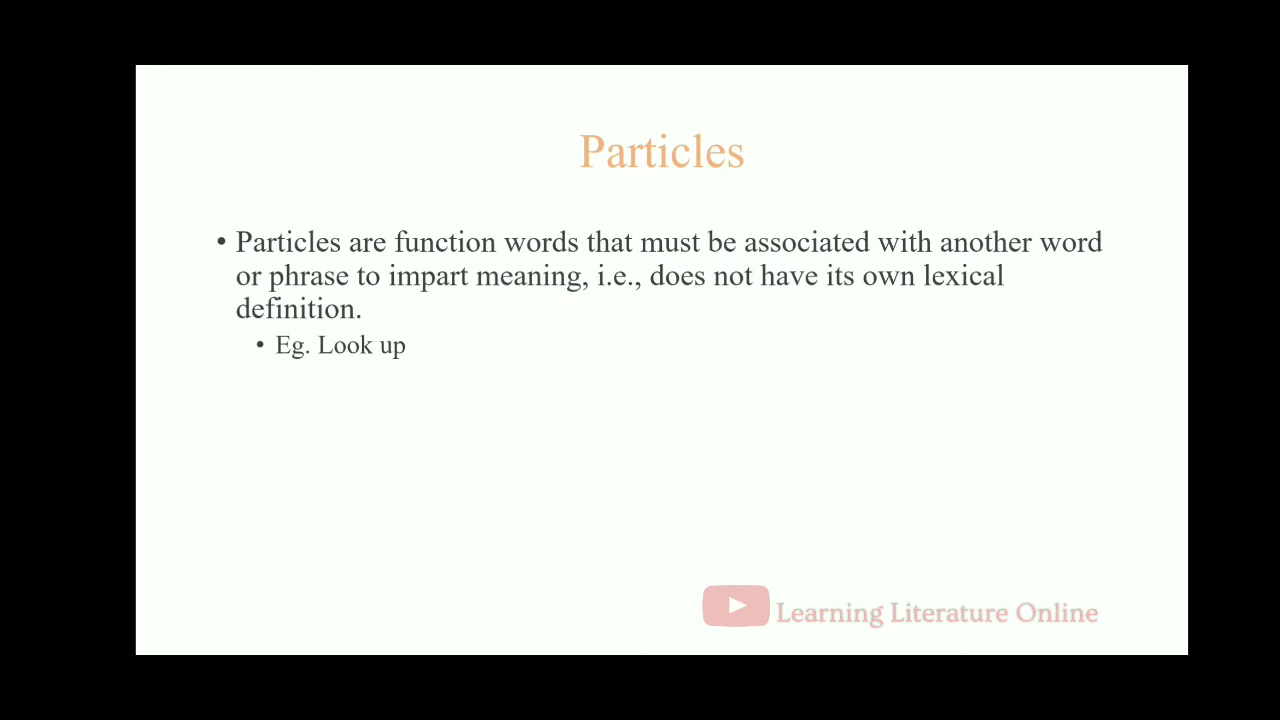 Particles
• Particles are function words that must be associated with another word
or phrase to impart meaning, i.e., does not have its own lexical
definition.
• Eg. Look up
Learning Literature Online